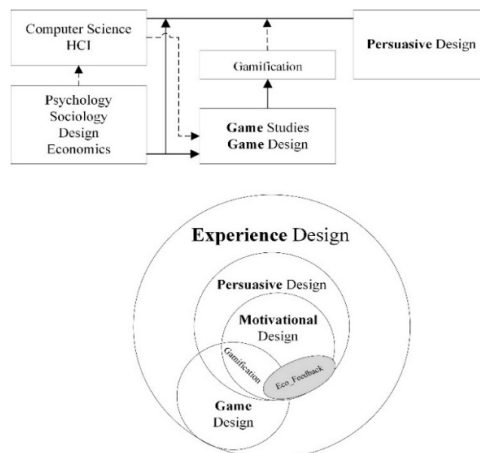 Computer Science
HCI
Persuasive Design
Gamification
Psychology
Sociology
Design
Economics
Game Studies
Game Design
Experience Design
Persuasive Design
Motivational
Design
Gamification
Eco_Feedback
Game
Design